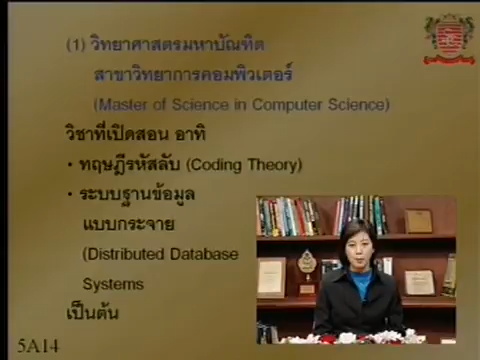 (1) วิทยาศาสตรมหาบัณฑิต
สาขาวิทยาการคอมพิวเตอร์
(Master of Science in Computer Science)
วิชาที่เปิดสอน อาทิ
• ทฤษฎีรหัสลับ (Coding Theory)
• ระบบฐานข้อมูล
แบบกระจาย
(Distributed Database
Systems
เป็นต้น
5A14